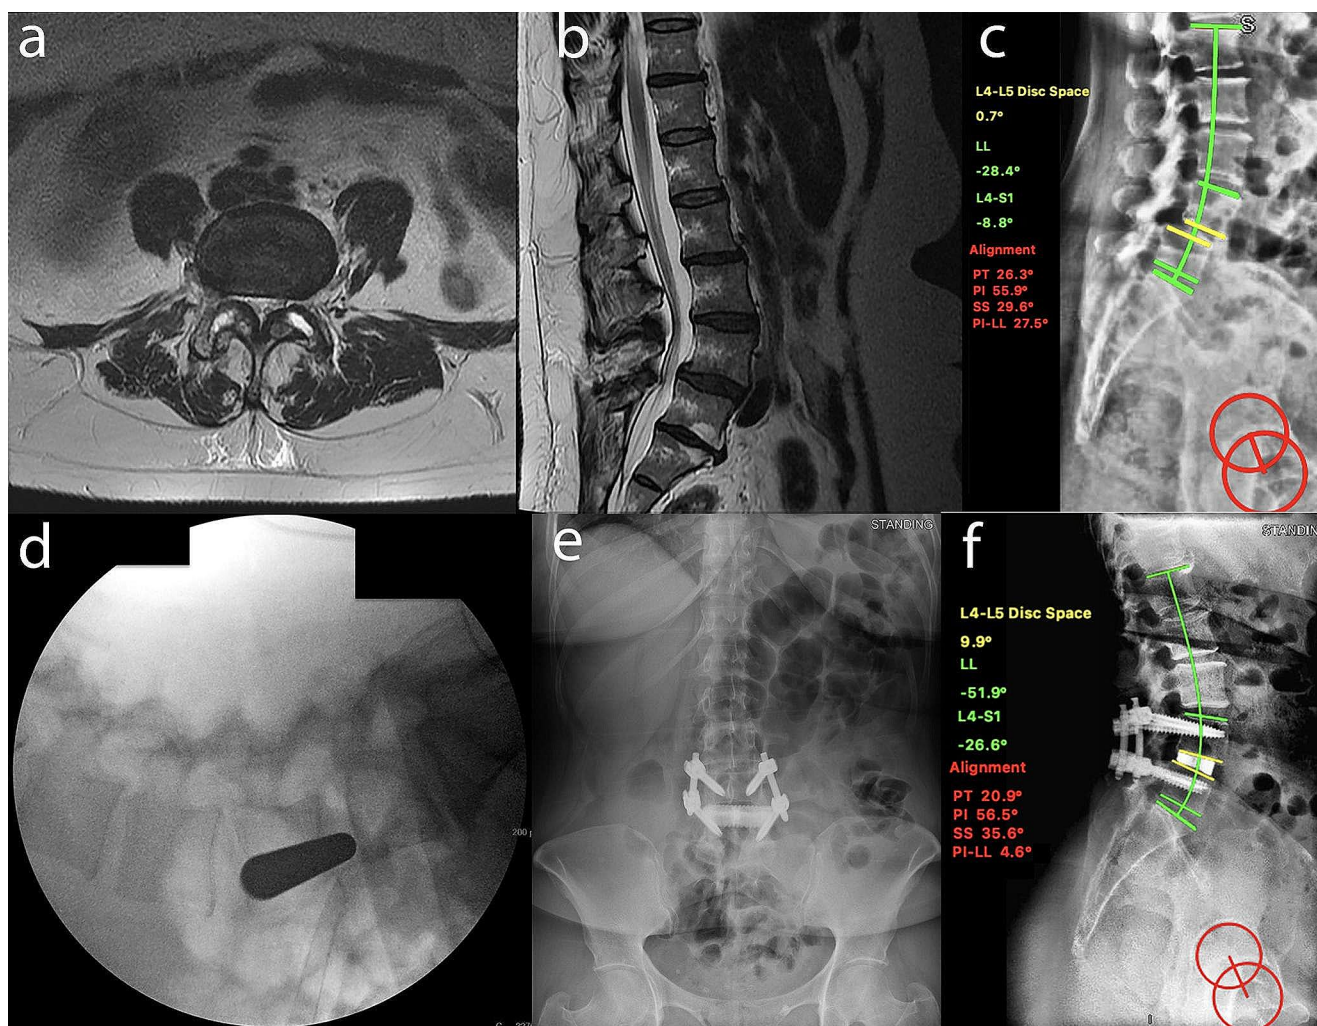 a
b
c
S
L4-L5 Disc Space
0.7°
LL
-28.4°
L4-S1
-8.8°
Alignment
PT 26.3°
PI 55.9°
SS 29.6°
PI-LL 27.5°
d
e
STANDING
f
STANDIN
L4-L5 Disc Space
9.9°
LL
-51.9°
L4-S1
-26.6°
Alignment
PT 20.9°
PI 56.5°
SS 35.6°
PI-LL 4.6°
200